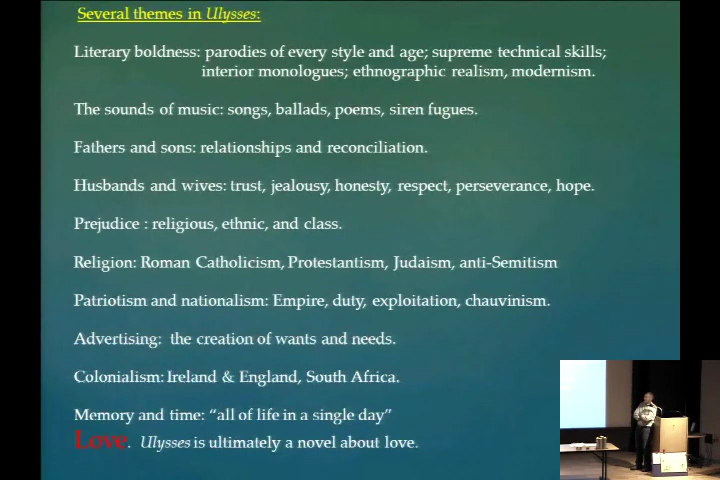 Several themes in Ulysses:
Literary boldness: parodies of every style and age; supreme technical skills;
interior monologues; ethnographic realism, modernism.
The sounds of music: songs, ballads, poems, siren fugues.
Fathers and sons: relationships and reconciliation.
Husbands and wives: trust, jealousy, honesty, respect, perseverance, hope.
Prejudice : religious, ethnic, and class.
Religion: Roman Catholicism, Protestantism, Judaism, anti-Semitism
Patriotism and nationalism: Empire, duty, exploitation, chauvinism.
Advertising: the creation of wants and needs.
Colonialism: Ireland & England, South Africa.
Memory and time: “all of life in a single day”
Love. Ulysses is ultimately a novel about love.